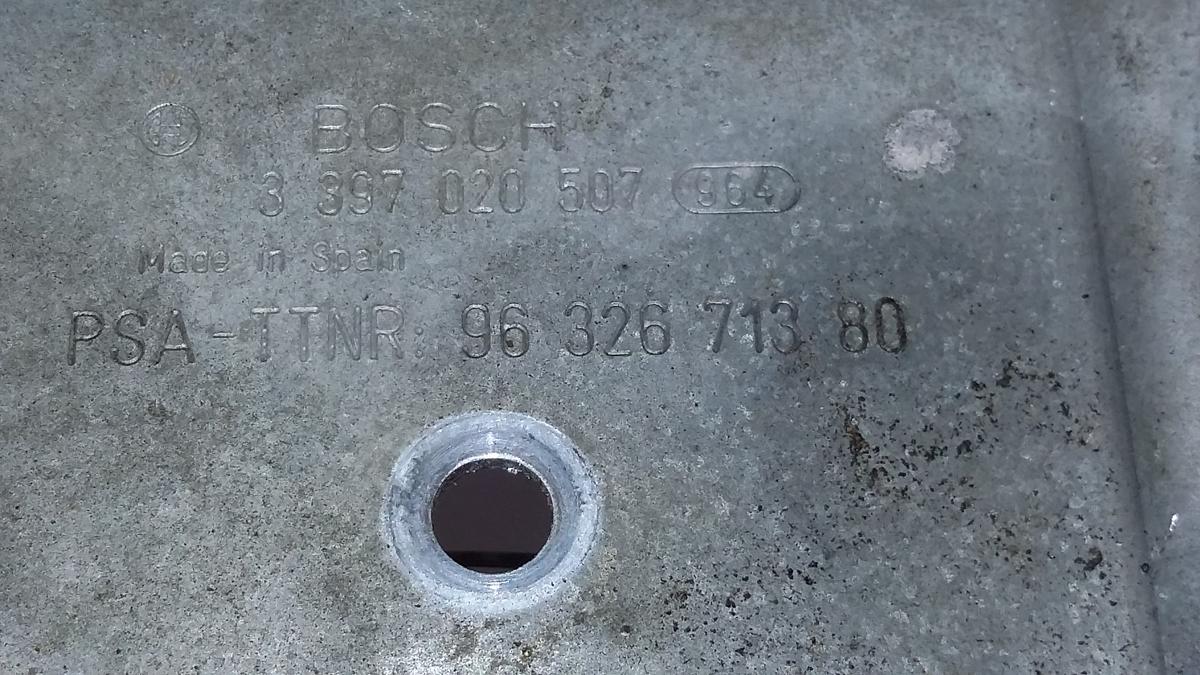 BOSCH
3 397 020 507 964
Made in Spain
PSA-TTNR: 96 326 713 80